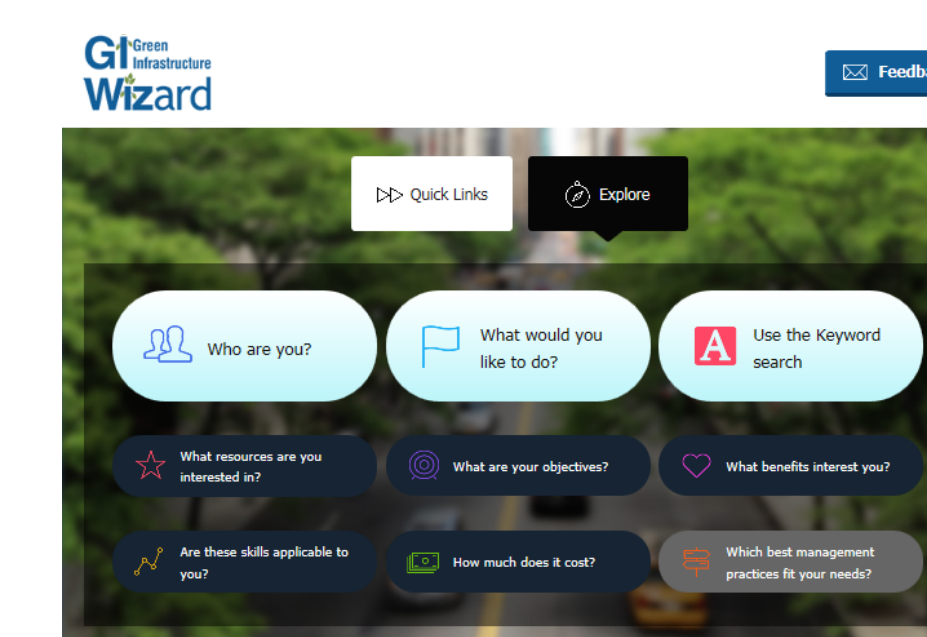 GI Green
Infrastructure
Wizard
Quick Links
Explore
Who are you?
What would you
like to do?
A
Use the Keyword
search
What resources are you
interested in?
What are your objectives?
What benefits interest you?
Are these skills applicable to
you?
How much does it cost?
Which best management
practices fit your needs?